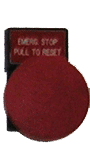 EMERG STOP
PULL TO RESET